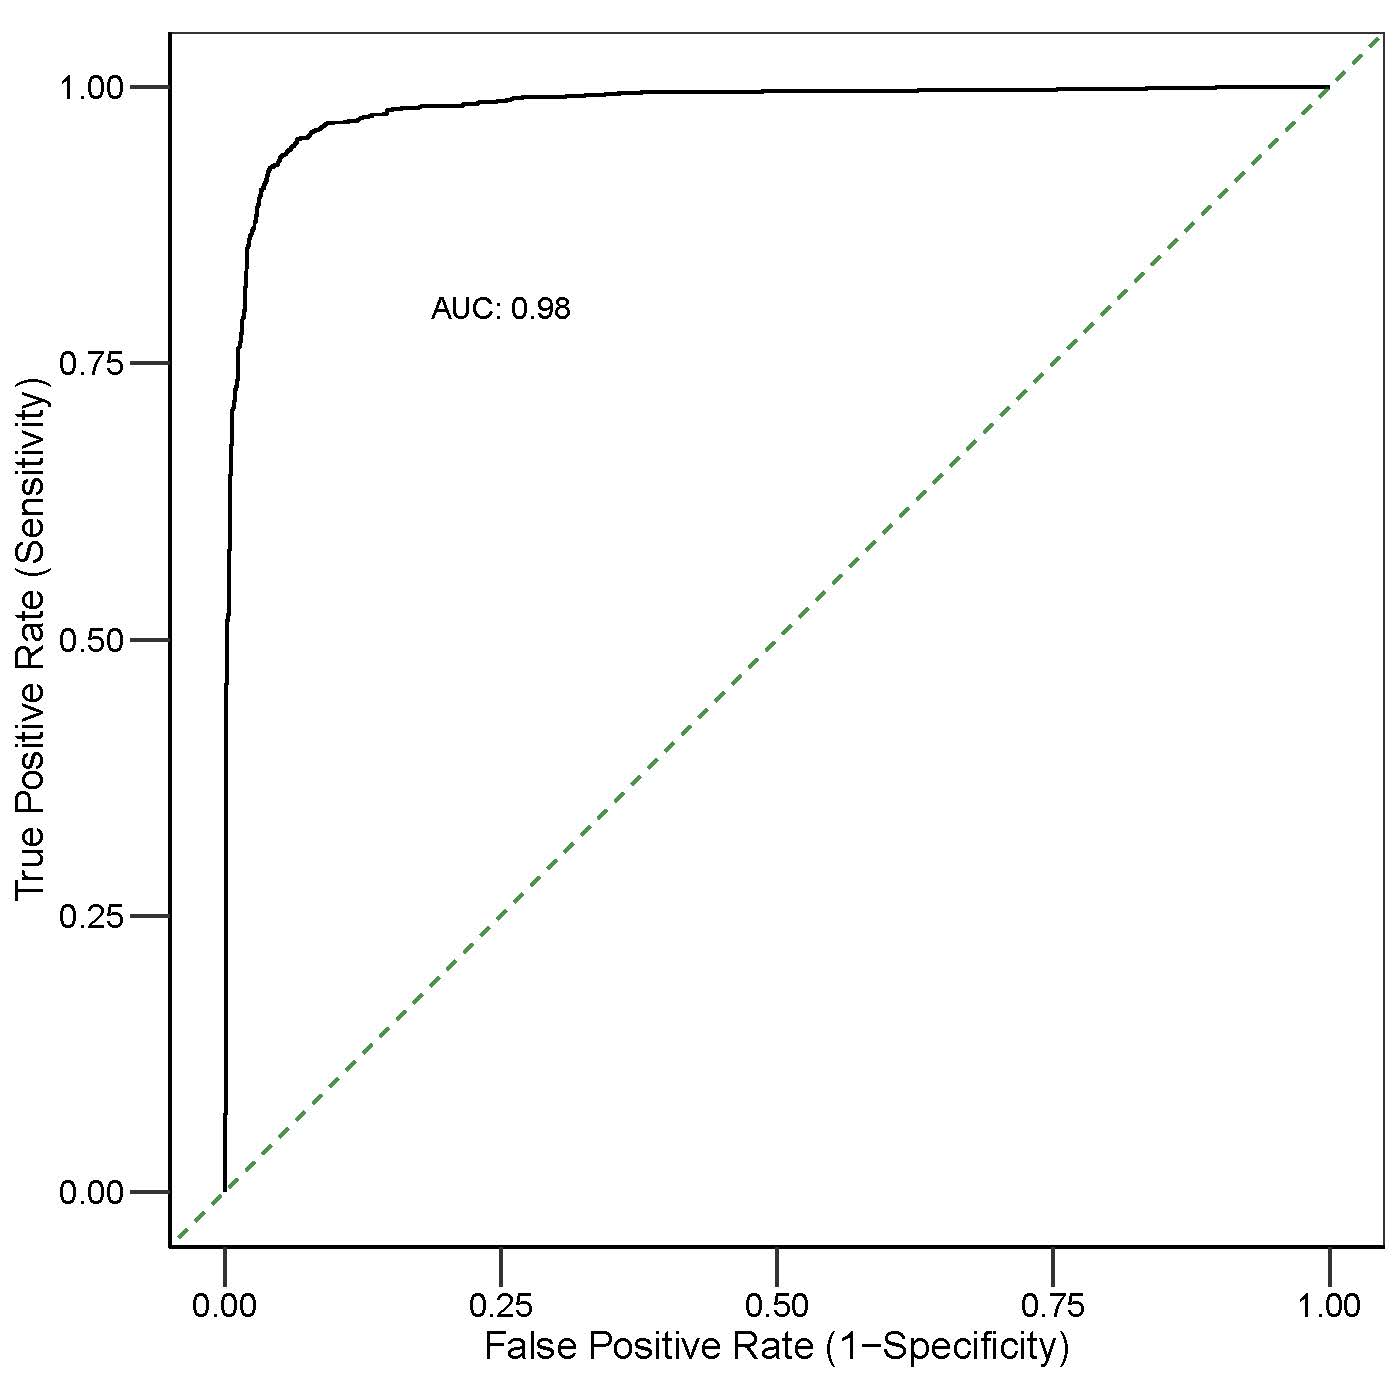 1.00
0.75
0.50
0.25
0.00
True Positive Rate (Sensitivity)
AUC: 0.98
0.00 0.25 0.50 0.75 1.00
False Positive Rate (1−Specificity)